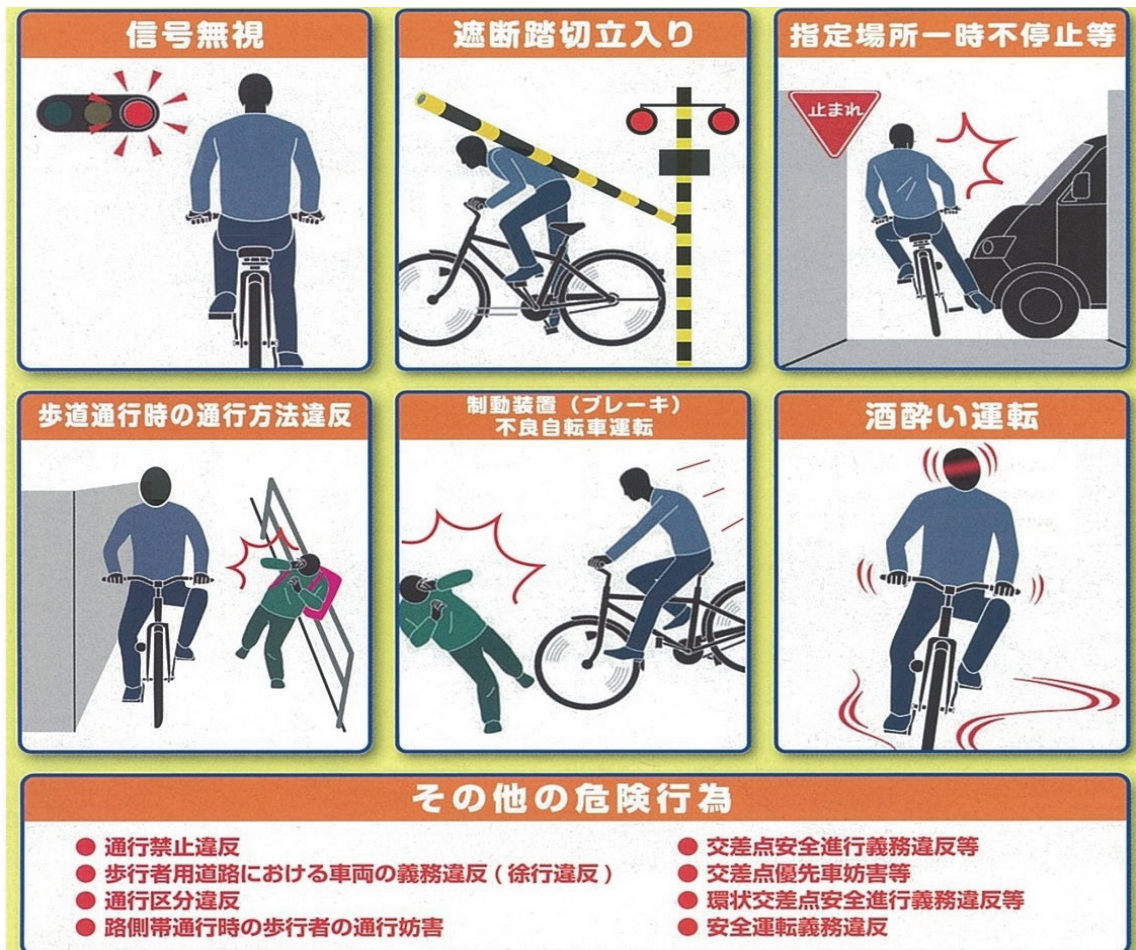 信号無視
遮断踏切立入り
指定場所一時不停止等
止まれ
歩道通行時の通行方法違反
制動装置（ブレーキ）
不良自転車運転
酒酔い運転
その他の危険行為
● 通行禁止違反
● 歩行者用道路における車両の義務違反（徐行違反）
● 通行区分違反
● 路側帯通行時の歩行者の通行妨害
● 交差点安全進行義務違反等
● 交差点優先車妨害等
● 環状交差点安全進行義務違反等
● 安全運転義務違反